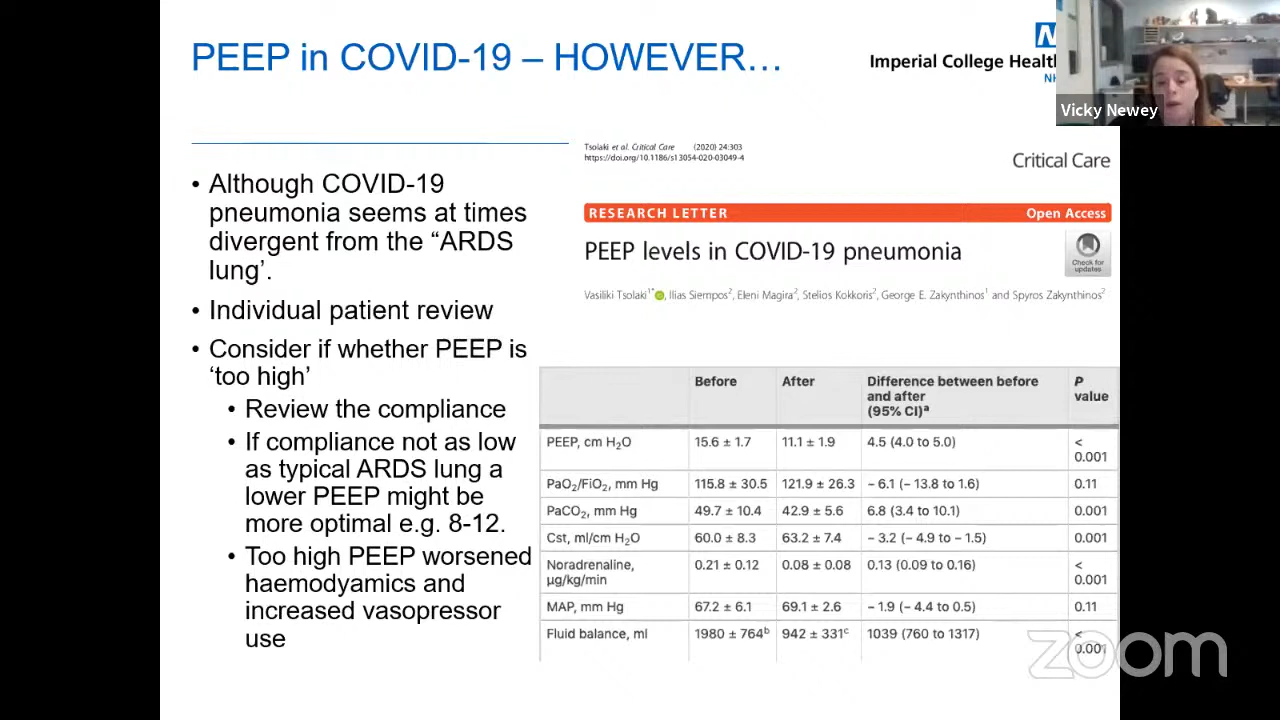 PEEP in COVID-19 – HOWEVER…
Imperial College Health
Vicky Newey
• Although COVID-19
pneumonia seems at times
divergent from the “ARDS
lung’.
• Individual patient review
• Consider if whether PEEP is
‘too high’
• Review the compliance
• If compliance not as low
as typical ARDS lung a
lower PEEP might be
more optimal e.g. 8-12.
• Too high PEEP worsened
haemodyamics and
increased vasopressor
use
Tsolaki et al. Critical Care (2020) 24:303
https://doi.org/10.1186/s13054-020-03049-4
Critical Care
RESEARCH LETTER Open Access
PEEP levels in COVID-19 pneumonia
Check for
updates
Vasiliki Tsolaki1*, Ilias Siempos2, Eleni Magira2, Stelios Kokkoris2, George E. Zakynthinos1 and Spyros Zakynthinos2
Before After Difference between before P
and after value
(95% CI)a
PEEP, cm H2O 15.6 ± 1.7 11.1 ± 1.9 4.5 (4.0 to 5.0) <
0.001
PaO2/FiO2, mm Hg 115.8 ± 30.5 121.9 ± 26.3 − 6.1 (− 13.8 to 1.6) 0.11
PaCO2, mm Hg 49.7 ± 10.4 42.9 ± 5.6 6.8 (3.4 to 10.1) 0.001
Cst, ml/cm H2O 60.0 ± 8.3 63.2 ± 7.4 − 3.2 (− 4.9 to − 1.5) 0.001
Noradrenaline, 0.21 ± 0.12 0.08 ± 0.08 0.13 (0.09 to 0.16) <
μg/kg/min 0.001
MAP, mm Hg 67.2 ± 6.1 69.1 ± 2.6 − 1.9 (− 4.4 to 0.5) 0.11
Fluid balance, ml 1980 ± 764b 942 ± 331c 1039 (760 to 1317) <
0.001
zoom